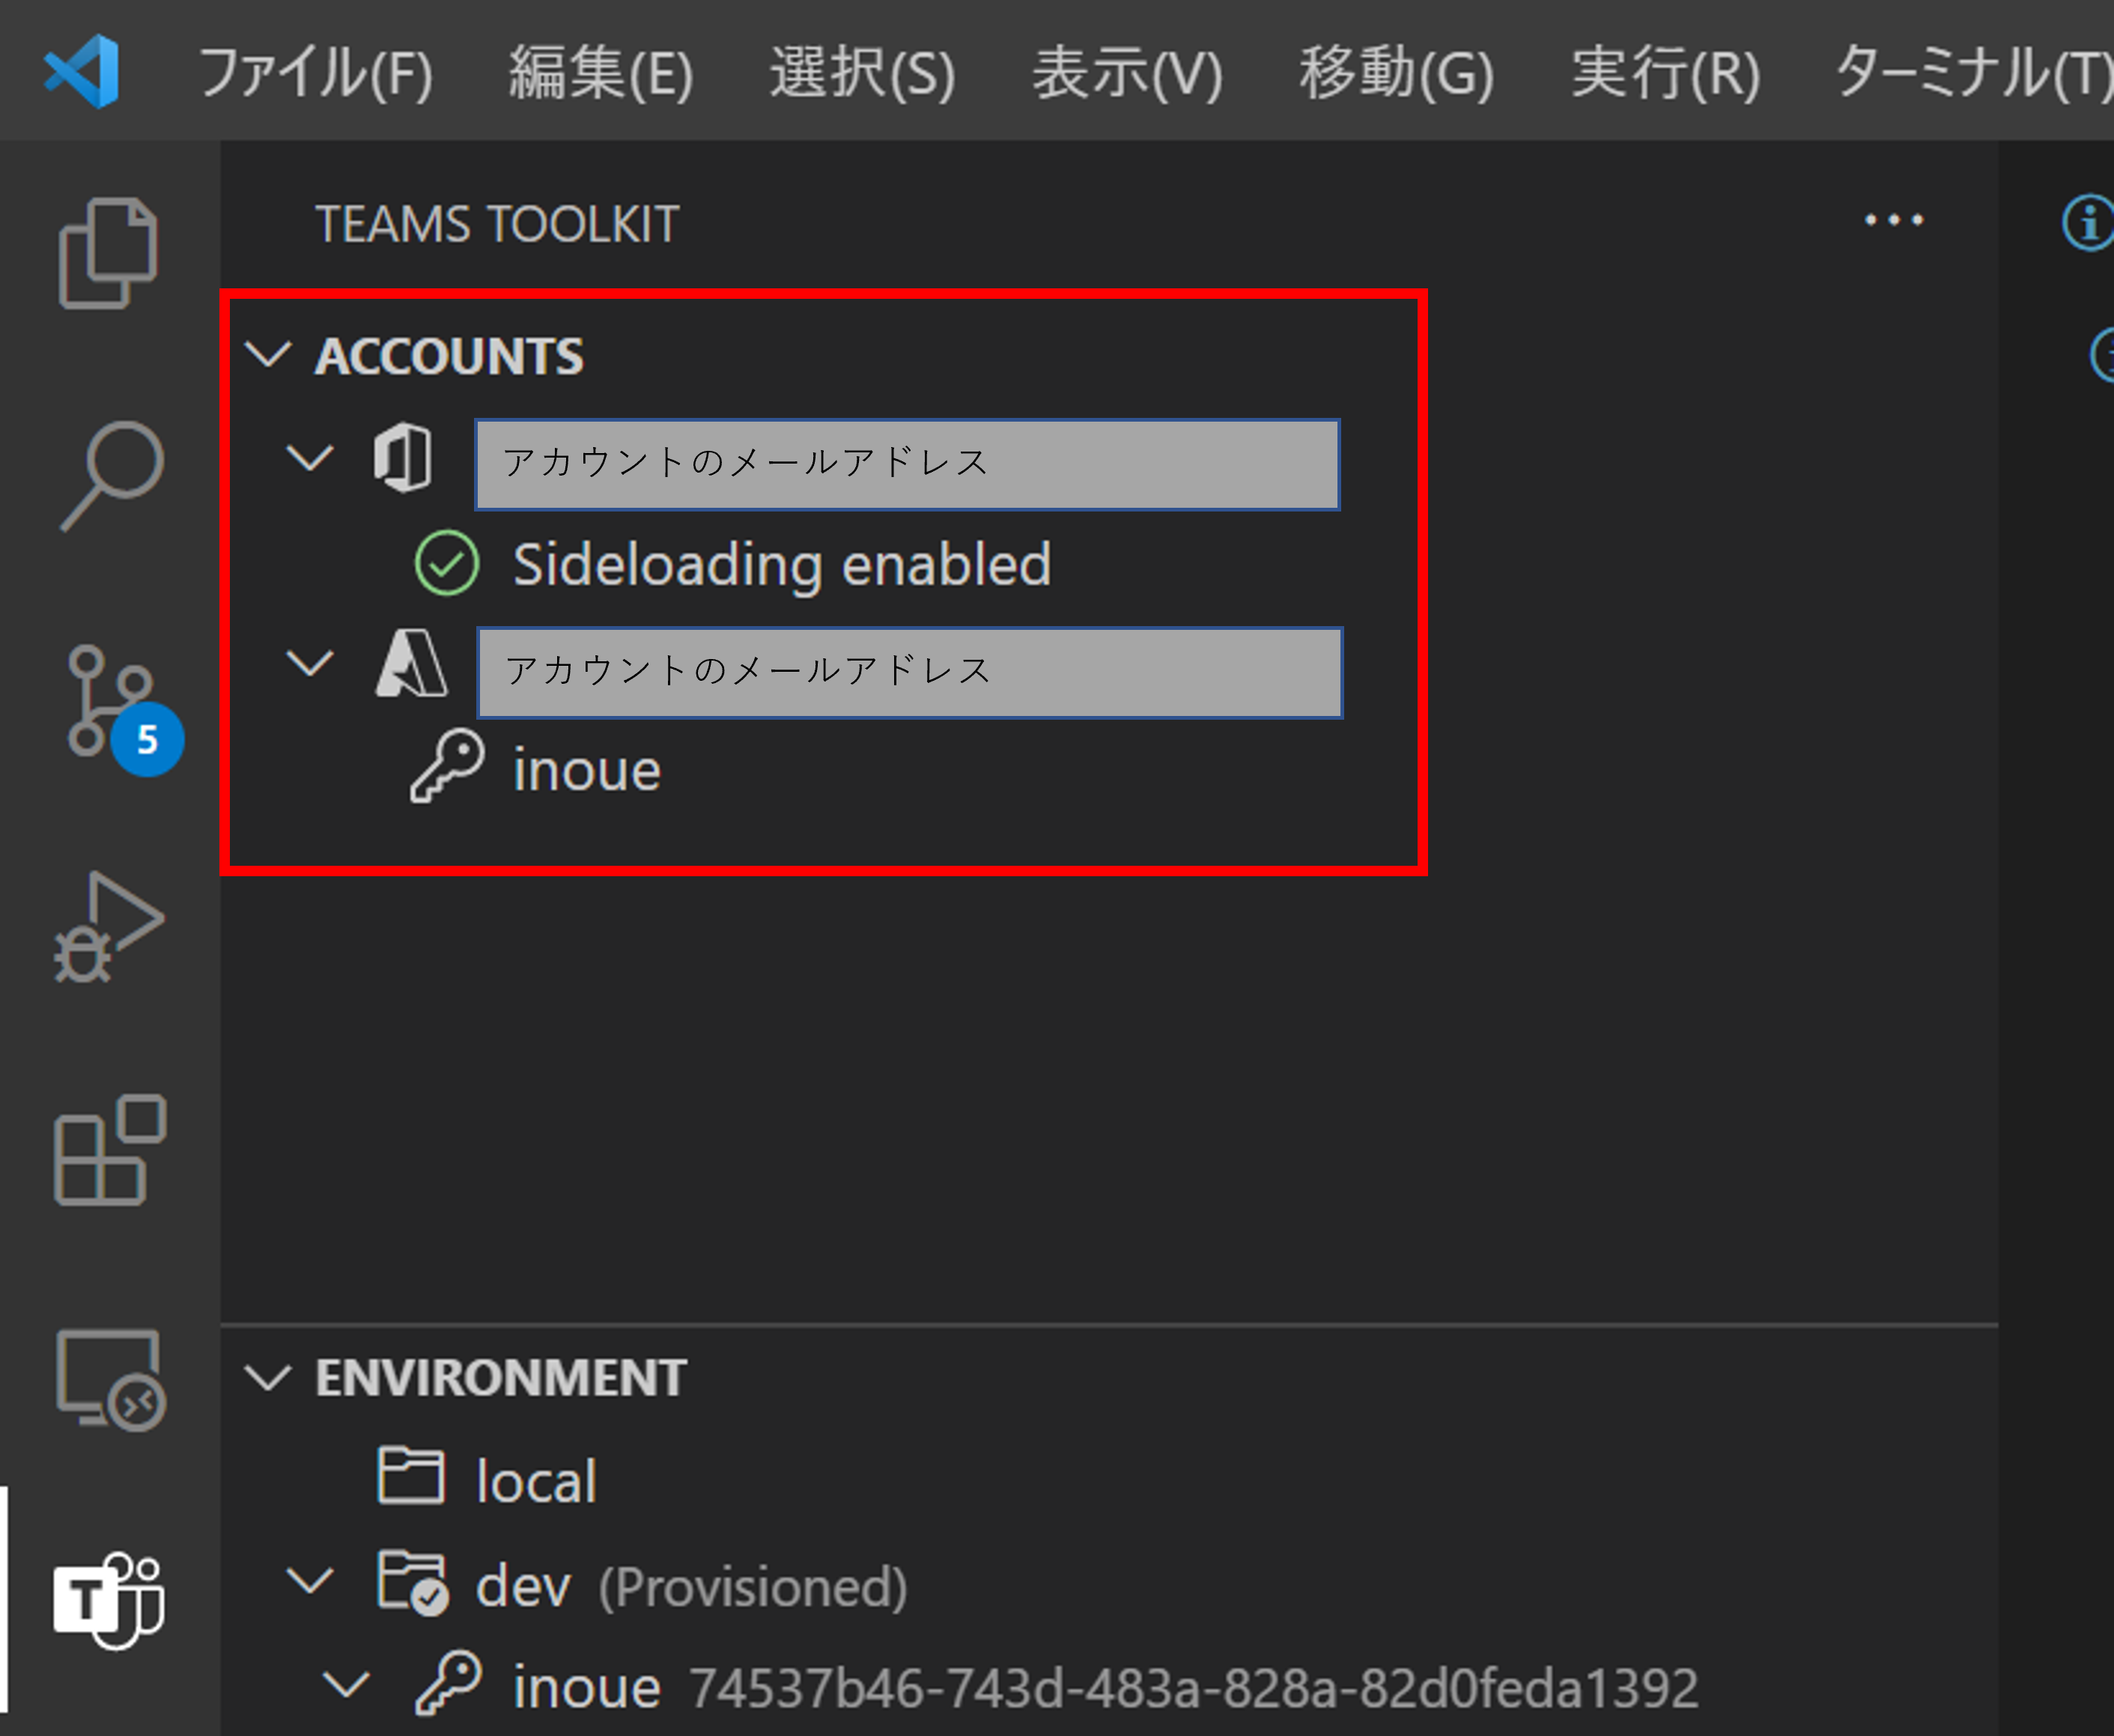 ファイル(F) 編集(E) 選択(S) 表示(V) 移動(G) 実行(R) ターミナル(T)
TEAMS TOOLKIT
ACCOUNTS
アカウントのメールアドレス
Sideloading enabled
アカウントのメールアドレス
5
inoue
ENVIRONMENT
local
dev (Provisioned)
T
inoue 74537b46-743d-483a-828a-82d0feda1392